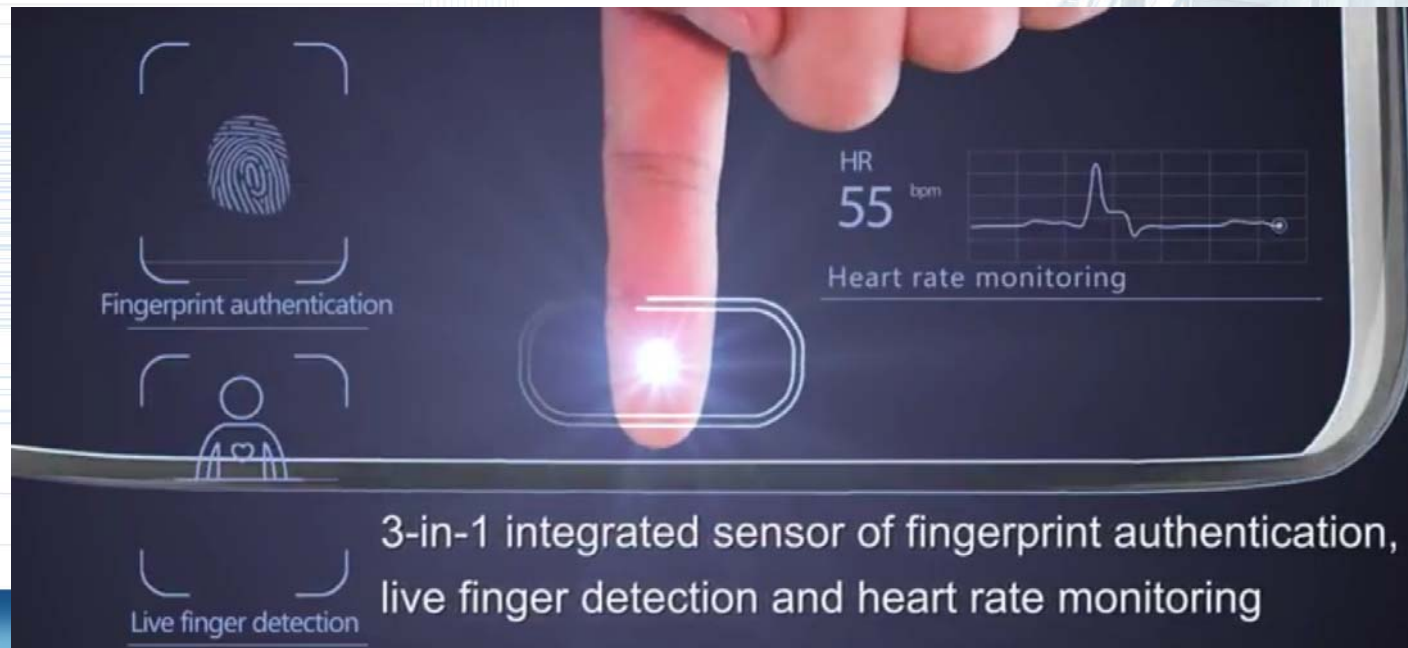 Fingerprint authentication
HR
55 bpm
Heart rate monitoring
Live finger detection
3-in-1 integrated sensor of fingerprint authentication,
live finger detection and heart rate monitoring